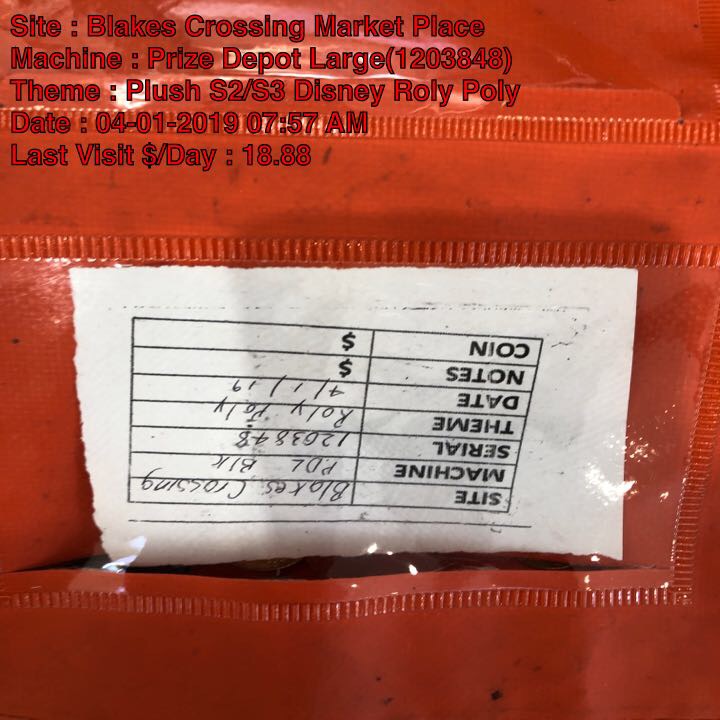 Site : Blakes Crossing Market Place
Machine : Prize Depot Large(1203848)
Theme : Plush S2/S3 Disney Roly Poly
Date : 04-01-2019 07:57 AM
Last Visit $/Day : 18.88
SITE Blakes Crossing
MACHINE PDL Blk
SERIAL 1203848
THEME Roly Poly
DATE 4/1/19
NOTES $
COIN $